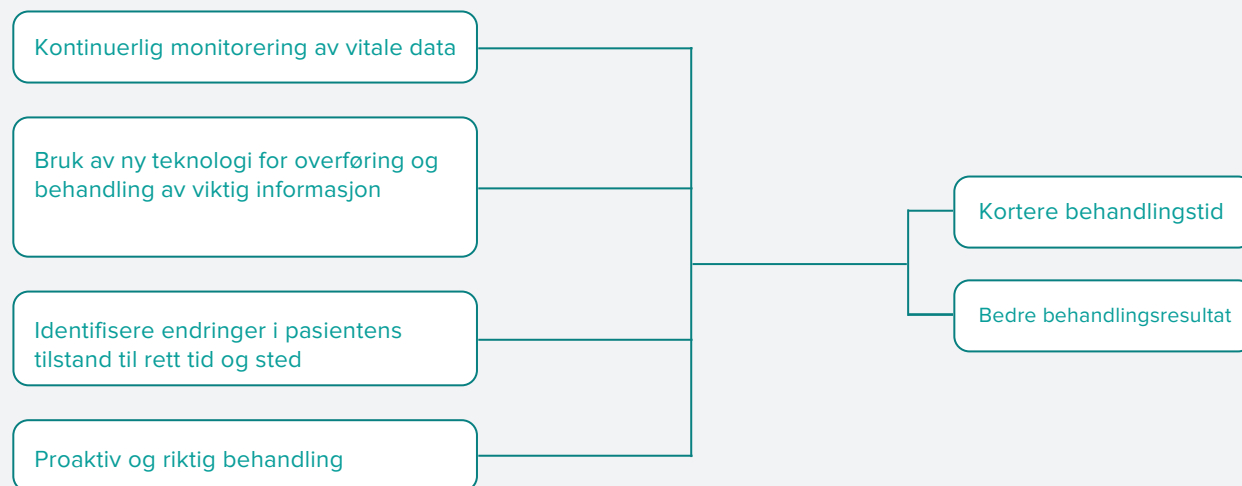 Kontinuerlig monitorering av vitale data
Bruk av ny teknologi for overføring og
behandling av viktig informasjon
Identifisere endringer i pasientens
tilstand til rett tid og sted
Proaktiv og riktig behandling
Kortere behandlingstid
Bedre behandlingsresultat